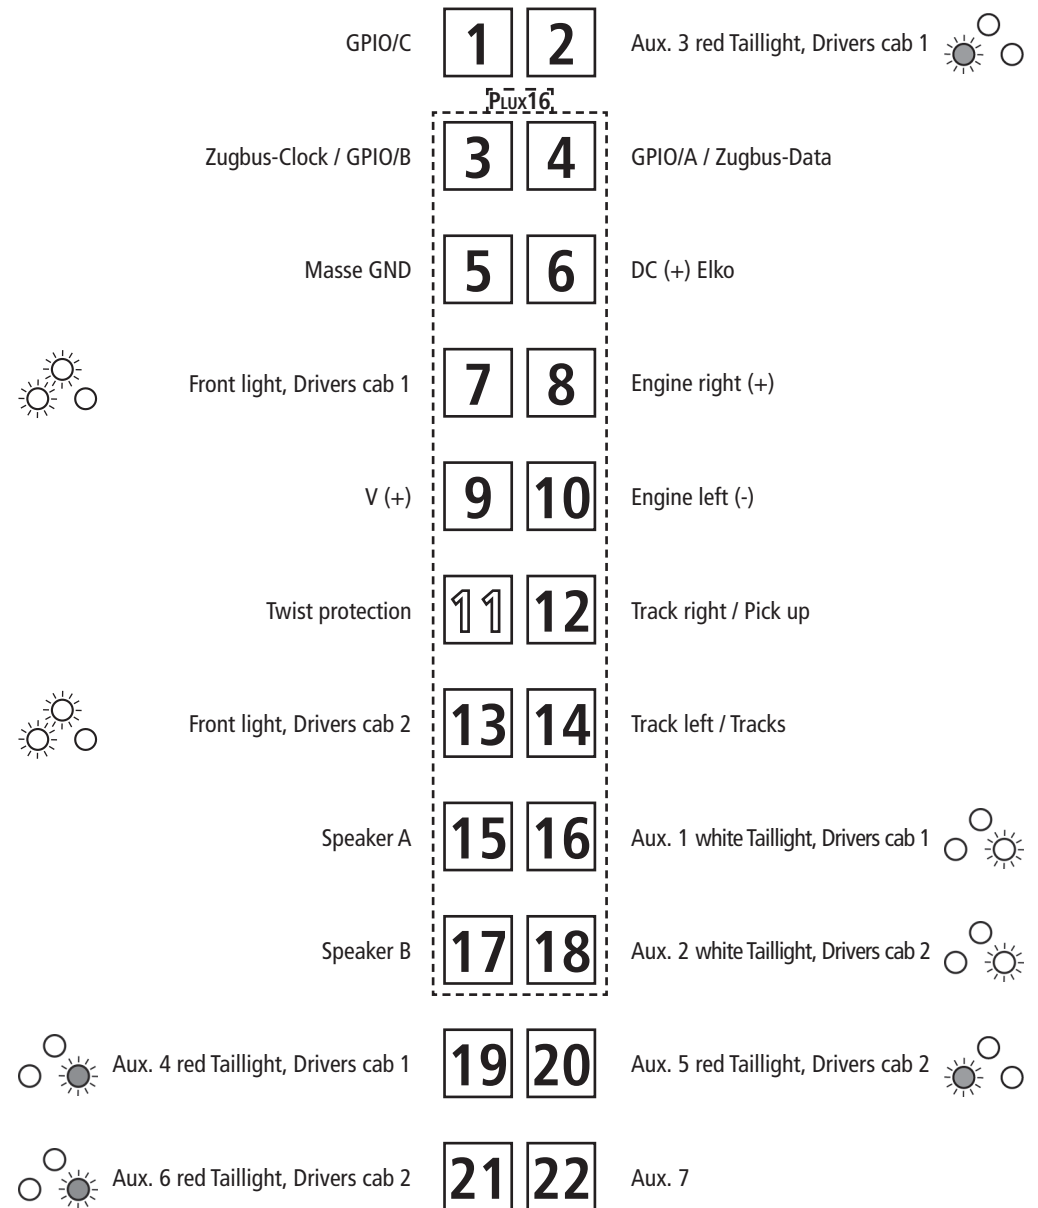 GPIO/C 1 2 Aux. 3 red Taillight, Drivers cab 1
PLUX16
Zugbus-Clock / GPIO/B 3 4 GPIO/A / Zugbus-Data
Masse GND 5 6 DC (+) Elko
Front light, Drivers cab 1 7 8 Engine right (+)
V (+) 9 10 Engine left (-)
Twist protection 11 12 Track right / Pick up
Front light, Drivers cab 2 13 14 Track left / Tracks
Speaker A 15 16 Aux. 1 white Taillight, Drivers cab 1
Speaker B 17 18 Aux. 2 white Taillight, Drivers cab 2
Aux. 4 red Taillight, Drivers cab 1 19 20 Aux. 5 red Taillight, Drivers cab 2
Aux. 6 red Taillight, Drivers cab 2 21 22 Aux. 7